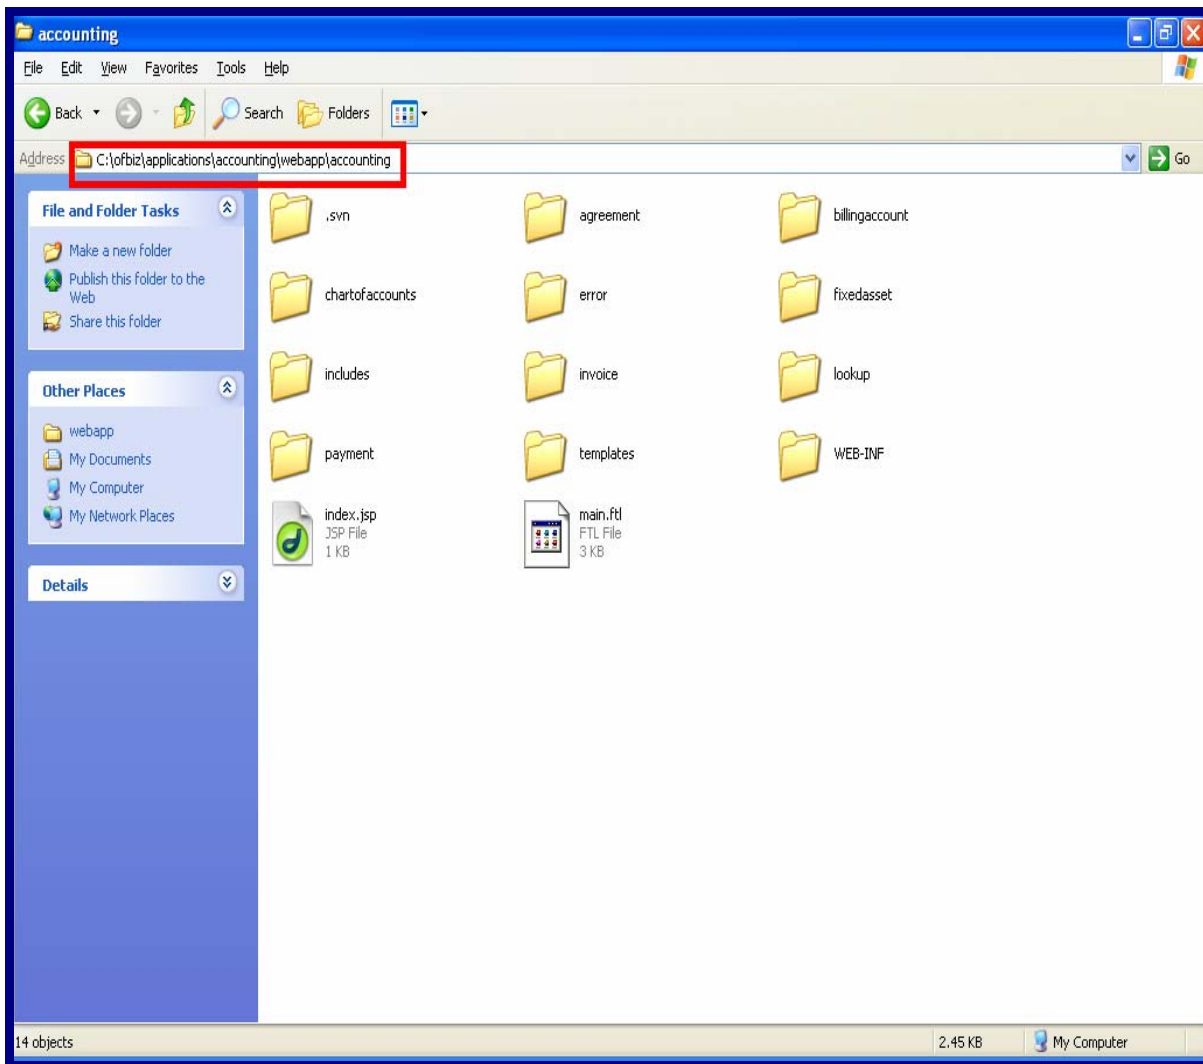 accounting
File Edit View Favorites Tools Help
Back Search Folders
Address C:\ofbiz\applications\accounting\webapp\accounting Go
File and Folder Tasks
Make a new folder
Publish this folder to the
Web
Share this folder
Other Places
webapp
My Documents
My Computer
My Network Places
Details
.svn agreement billingaccount
chartofaccounts error fixedasset
includes invoice lookup
payment templates WEB-INF
index.jsp main.ftl
JSP File FTL File
1 KB 3 KB
14 objects 2.45 KB My Computer